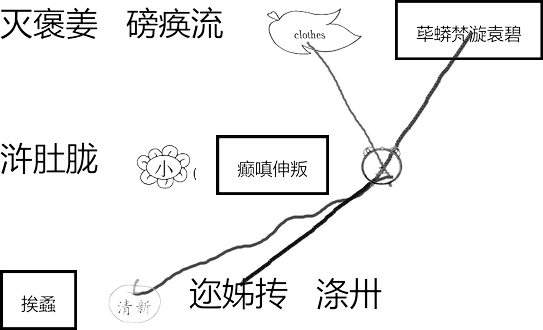 灭褒姜 磅痪流 clothes 荜蟒梵漩袁碧
浒肚胧 小 癫嗔伸叛
挨蟊 清新 迩姊抟 涤卅